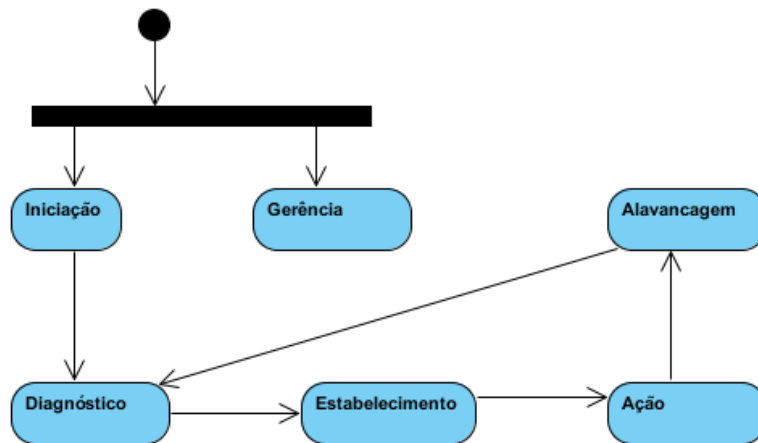 Iniciação
Gerência
Alavancagem
Diagnóstico
Estabelecimento
Ação